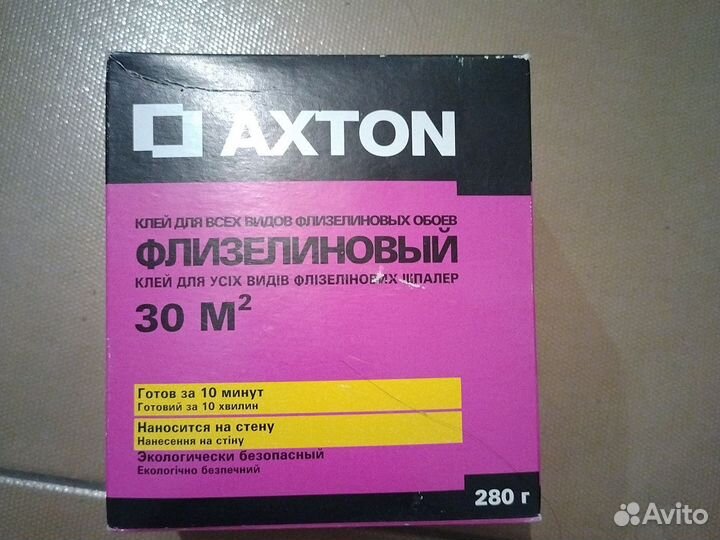 AXTON
КЛЕЙ ДЛЯ ВСЕХ ВИДОВ ФЛИЗЕЛИНОВЫХ ОБОЕВ
ФЛИЗЕЛИНОВЫЙ
КЛЕЙ ДЛЯ УСІХ ВИДІВ ФЛІЗЕЛІНОВИХ ШПАЛЕР
30 М²
Готов за 10 минут
Готовий за 10 хвилин
Наносится на стену
Нанесення на стіну
Экологически безопасный
Екологічно безпечний
280 г
Avito